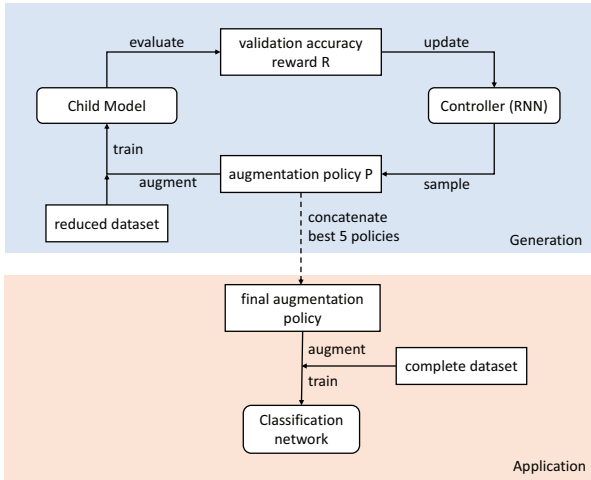 evaluate
validation accuracy
reward R
update
Child Model
Controller (RNN)
train
augment
augmentation policy P
sample
reduced dataset
concatenate
best 5 policies
Generation
final augmentation
policy
augment
complete dataset
train
Classification
network
Application